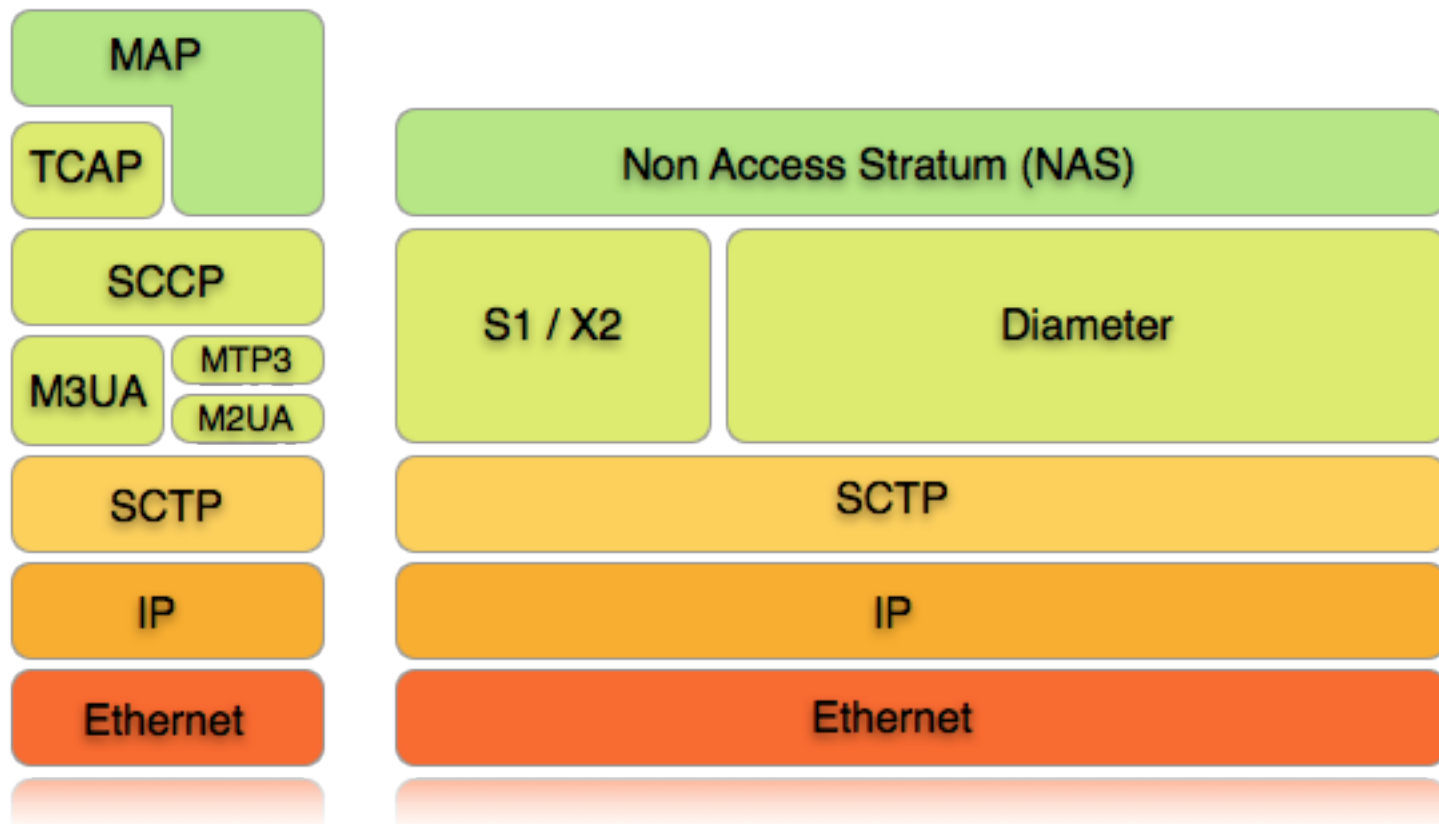 MAP
TCAP
SCCP
M3UA
MTP3
M2UA
SCTP
IP
Ethernet
Non Access Stratum (NAS)
S1 / X2
Diameter
SCTP
IP
Ethernet